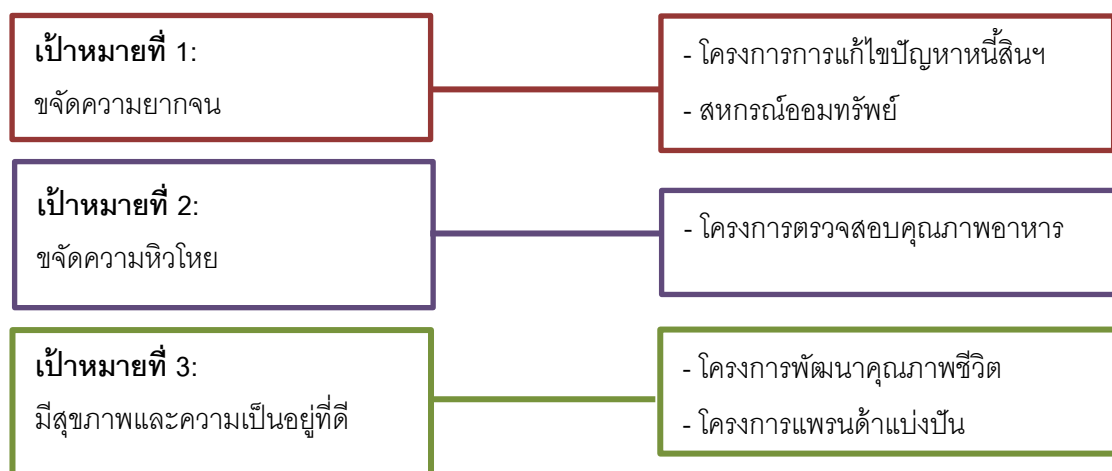 เป้าหมายที่ 1:
ขจัดความยากจน
- โครงการการแก้ไขปัญหาหนี้สินฯ
- สหกรณ์ออมทรัพย์
เป้าหมายที่ 2:
ขจัดความหิวโหย
- โครงการตรวจสอบคุณภาพอาหาร
เป้าหมายที่ 3:
มีสุขภาพและความเป็นอยู่ที่ดี
- โครงการพัฒนาคุณภาพชีวิต
- โครงการแพรนด้าแบ่งปัน